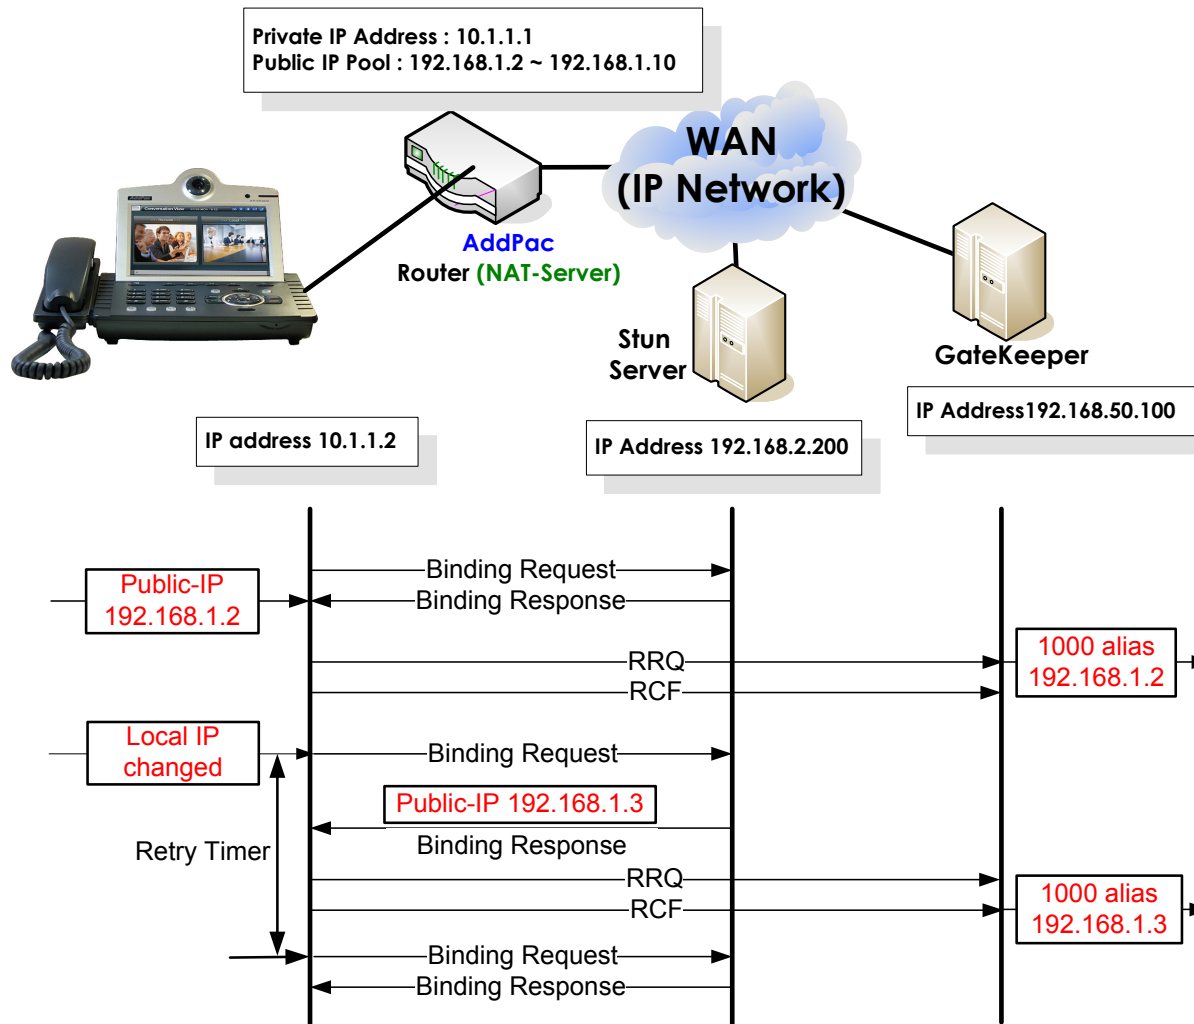 Private IP Address : 10.1.1.1
Public IP Pool : 192.168.1.2 ~ 192.168.1.10
WAN
(IP Network)
AddPac
Router (NAT-Server)
Stun
Server
GateKeeper
IP address 10.1.1.2
IP Address 192.168.2.200
IP Address192.168.50.100
Binding Request
Public-IP
192.168.1.2
Binding Response
RRQ
1000 alias
192.168.1.2
RCF
Local IP
changed
Binding Request
Public-IP 192.168.1.3
Binding Response
Retry Timer
RRQ
RCF
1000 alias
192.168.1.3
Binding Request
Binding Response